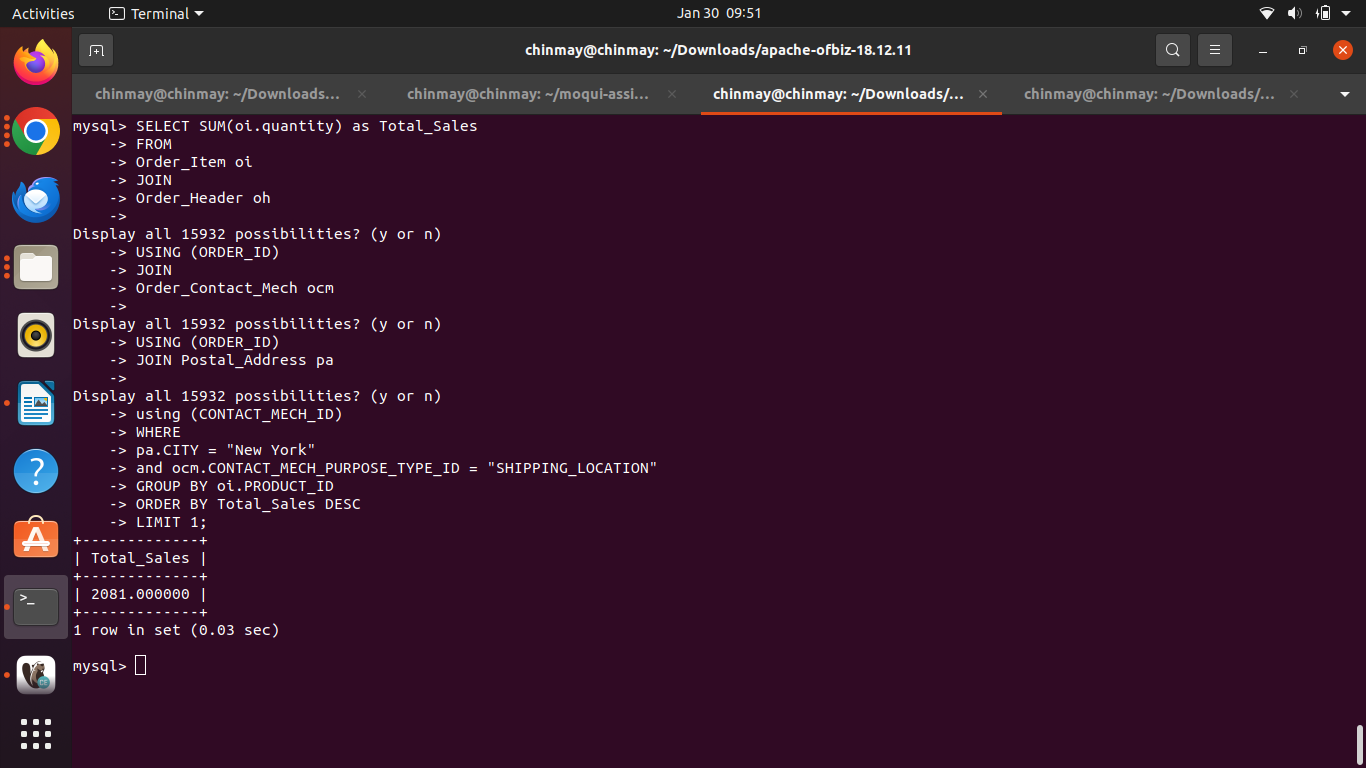 Activities
Terminal
Jan 30 09:51
chinmay@chinmay: ~/Downloads/apache-ofbiz-18.12.11
chinmay@chinmay: ~/Downloads...
chinmay@chinmay: ~/moqui-assi...
chinmay@chinmay: ~/Downloads/...
chinmay@chinmay: ~/Downloads/...
mysql> SELECT SUM(oi.quantity) as Total_Sales
    -> FROM
    -> Order_Item oi
    -> JOIN
    -> Order_Header oh
    ->
Display all 15932 possibilities? (y or n)
    -> USING (ORDER_ID)
    -> JOIN
    -> Order_Contact_Mech ocm
    ->
Display all 15932 possibilities? (y or n)
    -> USING (ORDER_ID)
    -> JOIN Postal_Address pa
    ->
Display all 15932 possibilities? (y or n)
    -> using (CONTACT_MECH_ID)
    -> WHERE
    -> pa.CITY = "New York"
    -> and ocm.CONTACT_MECH_PURPOSE_TYPE_ID = "SHIPPING_LOCATION"
    -> GROUP BY oi.PRODUCT_ID
    -> ORDER BY Total_Sales DESC
    -> LIMIT 1;
+-------------+
| Total_Sales |
+-------------+
| 2081.000000 |
+-------------+
1 row in set (0.03 sec)
mysql>